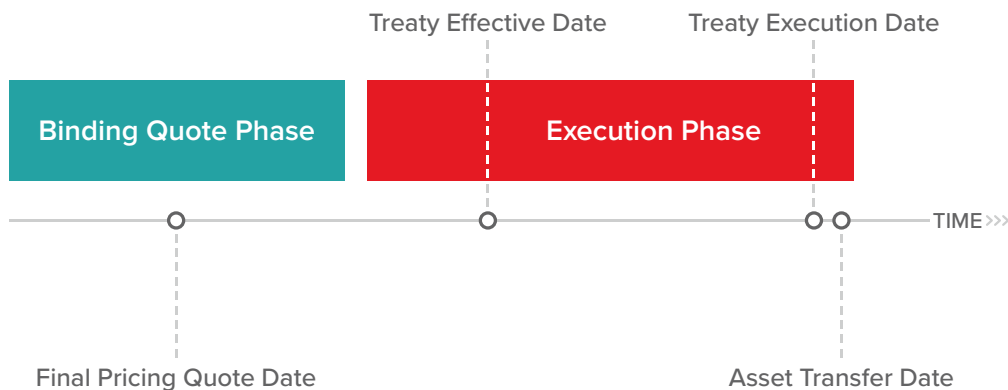 Treaty Effective Date
Treaty Execution Date
Binding Quote Phase
Execution Phase
TIME
Final Pricing Quote Date
Asset Transfer Date